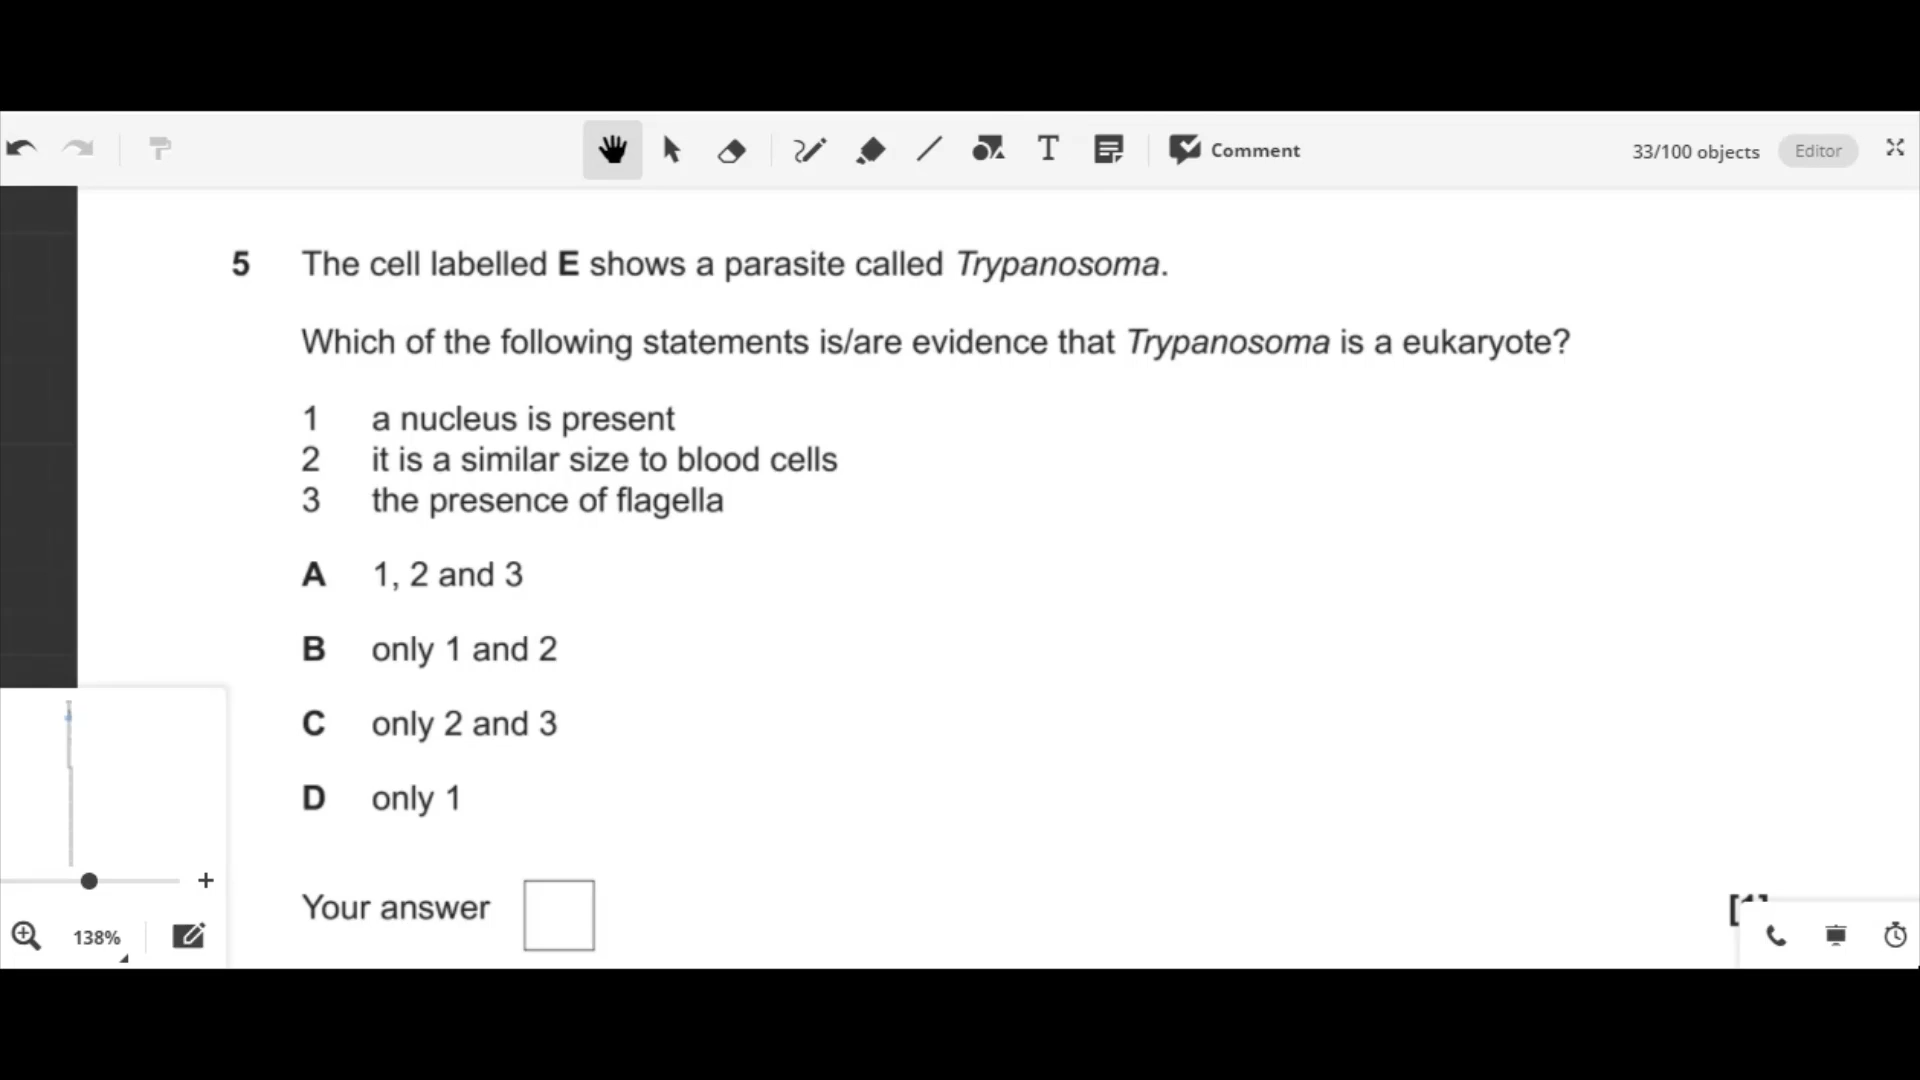 Comment
33/100 objects
Editor
5 The cell labelled E shows a parasite called Trypanosoma.
Which of the following statements is/are evidence that Trypanosoma is a eukaryote?
1 a nucleus is present
2 it is a similar size to blood cells
3 the presence of flagella
A 1, 2 and 3
B only 1 and 2
C only 2 and 3
D only 1
Your answer
138%